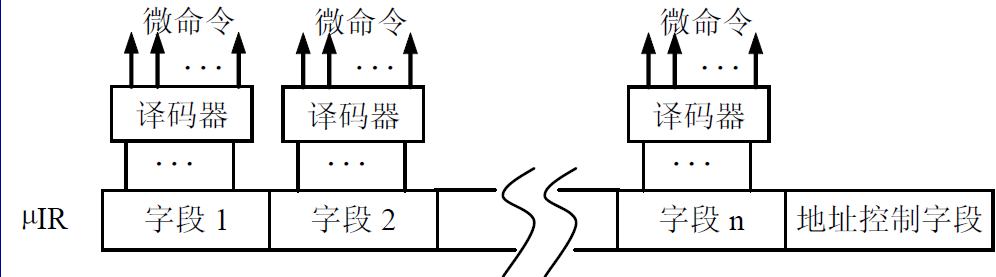 微命令 微命令 微命令
… … …
译码器 译码器 译码器
… … …
μIR 字段 1 字段 2 字段 n 地址控制字段